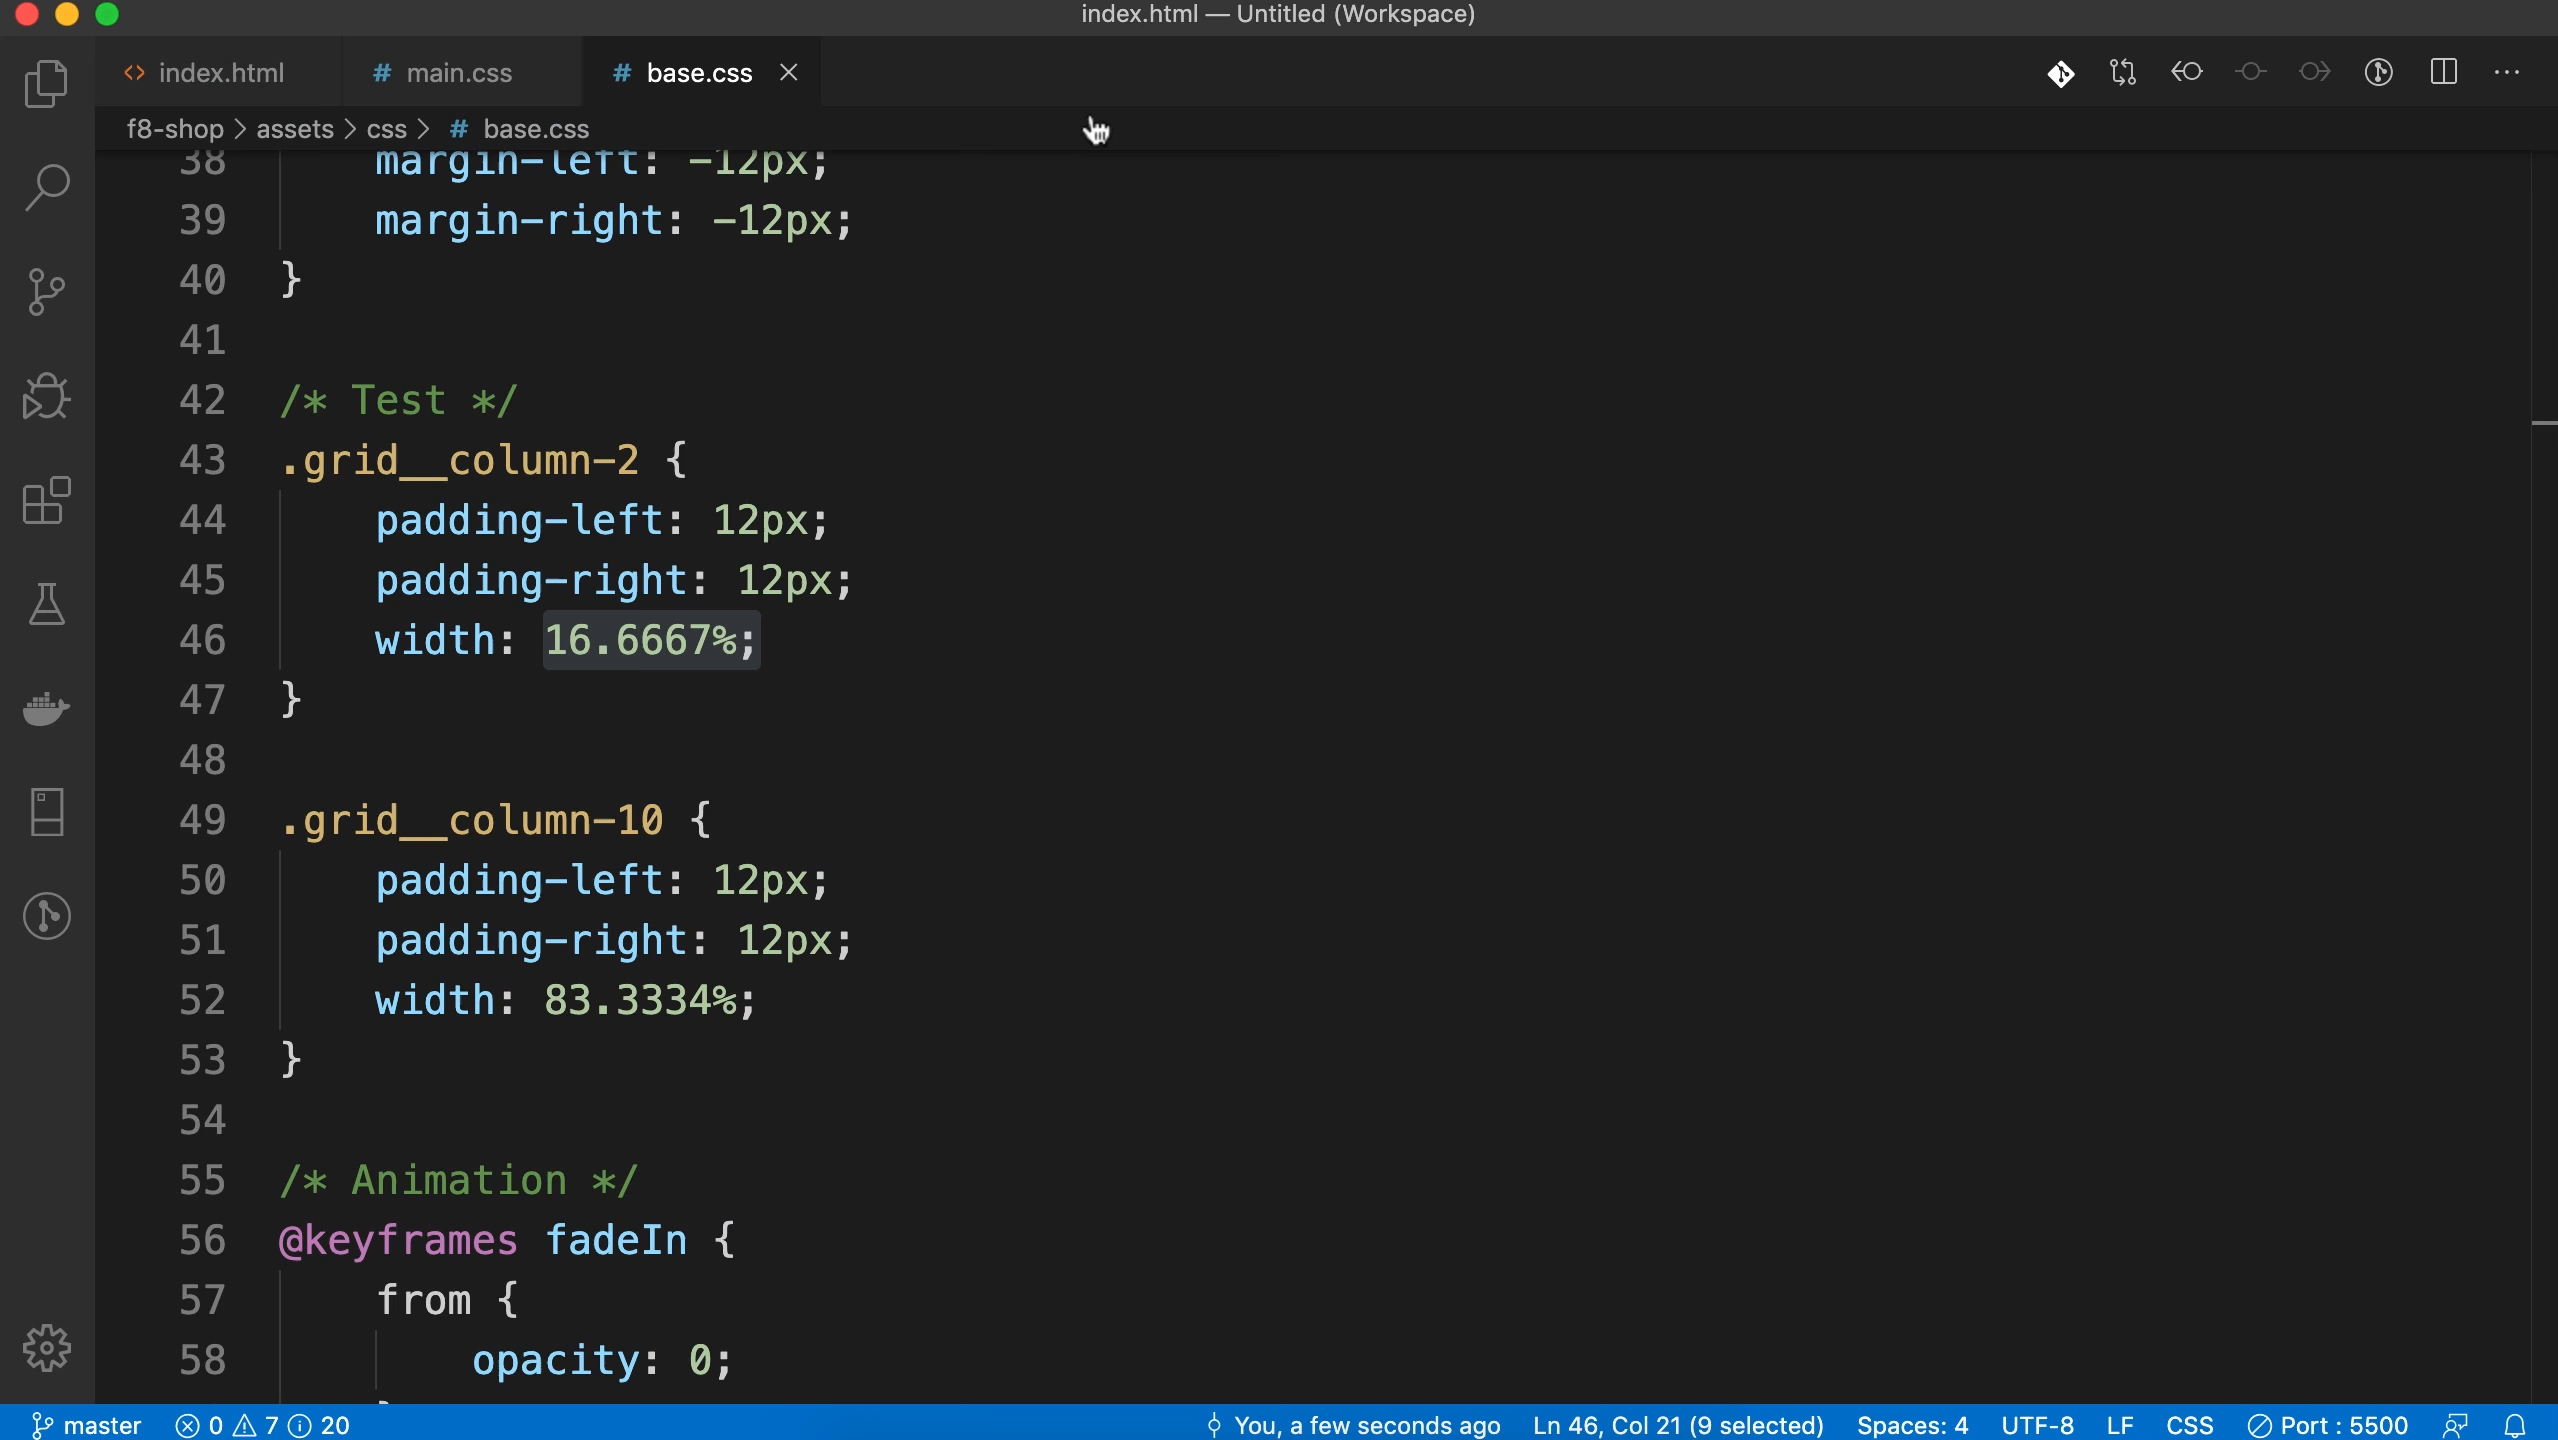 index.html — Untitled (Workspace)
<> index.html # main.css # base.css
f8-shop > assets > css > # base.css
38 margin-left: -12px;
39 margin-right: -12px;
40 }
41
42 /* Test */
43 .grid__column-2 {
44 padding-left: 12px;
45 padding-right: 12px;
46 width: 16.6667%;
47 }
48
49 .grid__column-10 {
50 padding-left: 12px;
51 padding-right: 12px;
52 width: 83.3334%;
53 }
54
55 /* Animation */
56 @keyframes fadeIn {
57 from {
58 opacity: 0;
master 0 7 20 You, a few seconds ago Ln 46, Col 21 (9 selected) Spaces: 4 UTF-8 LF CSS Port : 5500